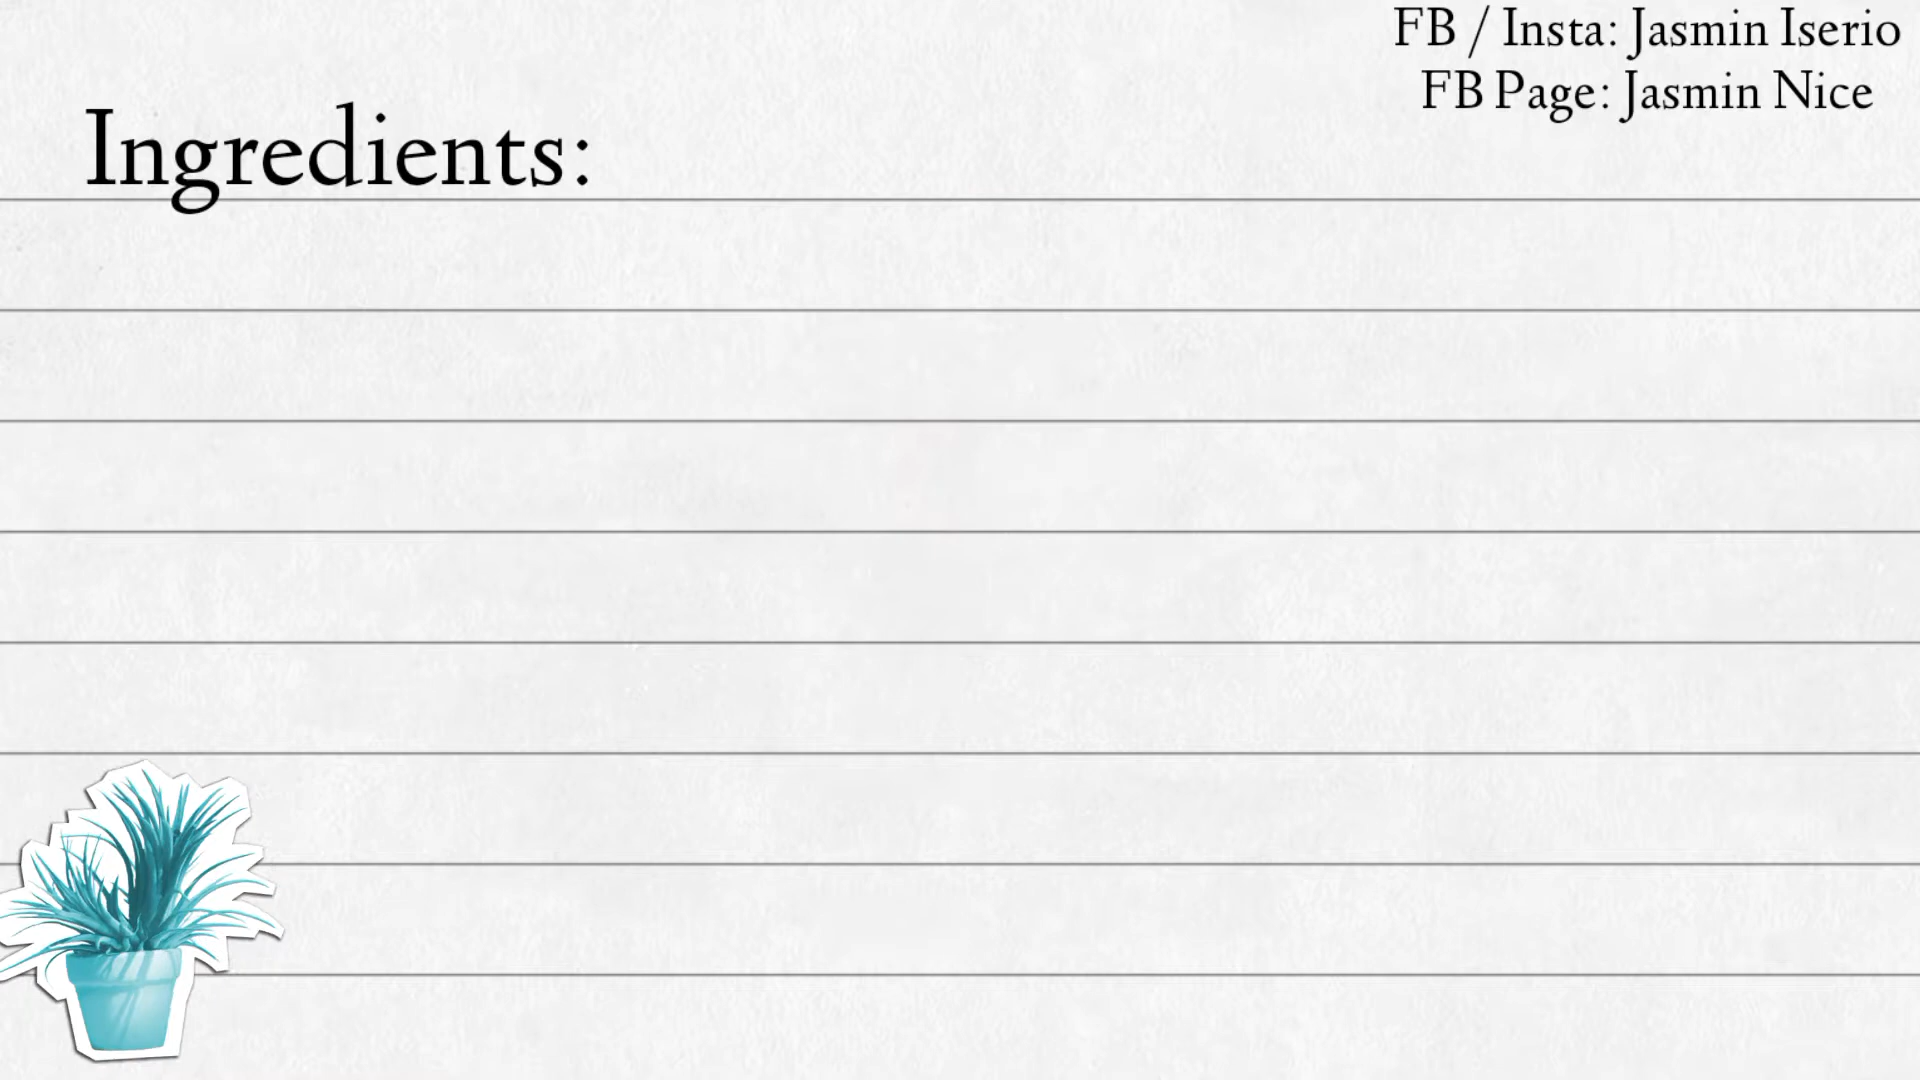 FB / Insta: Jasmin Iserio
FB Page: Jasmin Nice
Ingredients: